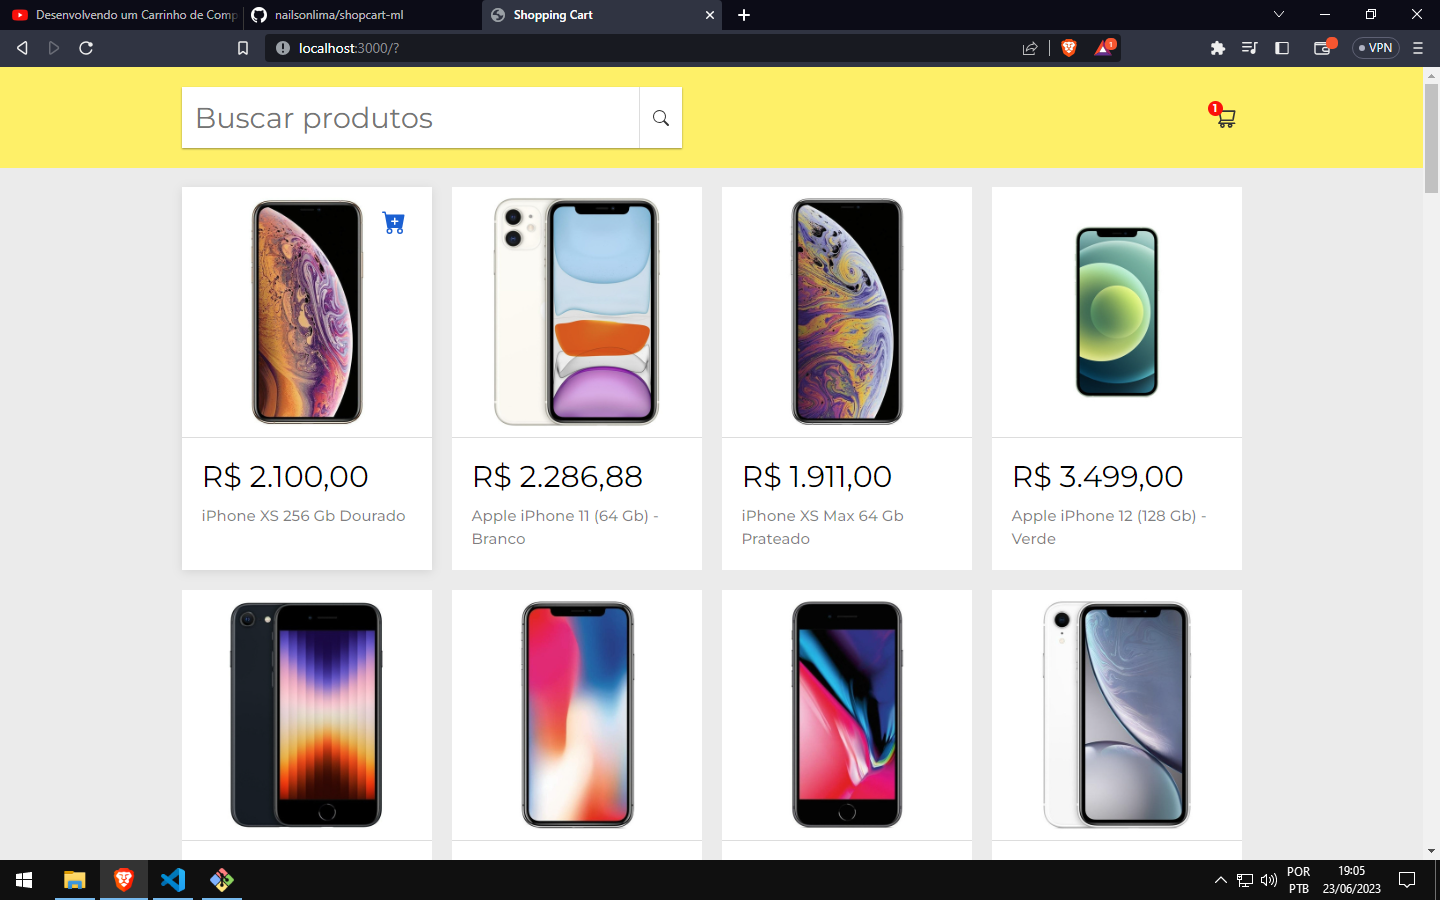 Desenvolvendo um Carrinho de Comp
nailsonlima/shopcart-ml
Shopping Cart
localhost:3000/?
1
VPN
Buscar produtos
1
R$ 2.100,00
iPhone XS 256 Gb Dourado
R$ 2.286,88
Apple iPhone 11 (64 Gb) -
Branco
R$ 1.911,00
iPhone XS Max 64 Gb
Prateado
R$ 3.499,00
Apple iPhone 12 (128 Gb) -
Verde
POR
PTB
19:05
23/06/2023